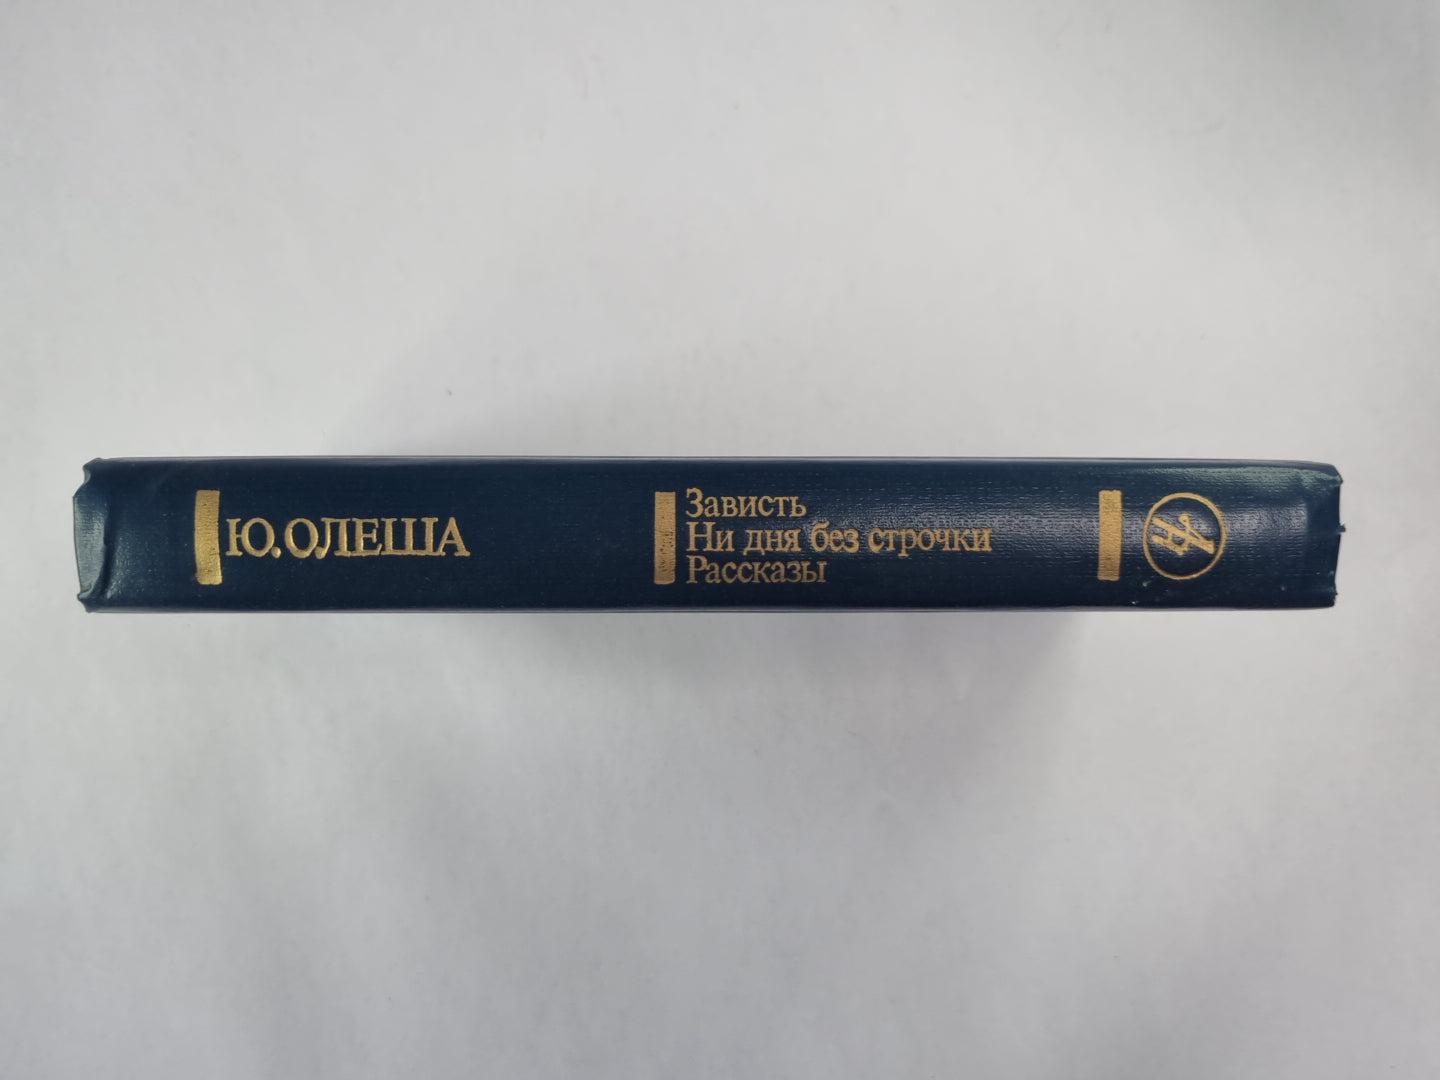 Ю. ОЛЕША
Зависть
Ни дня без строчки
Рассказы